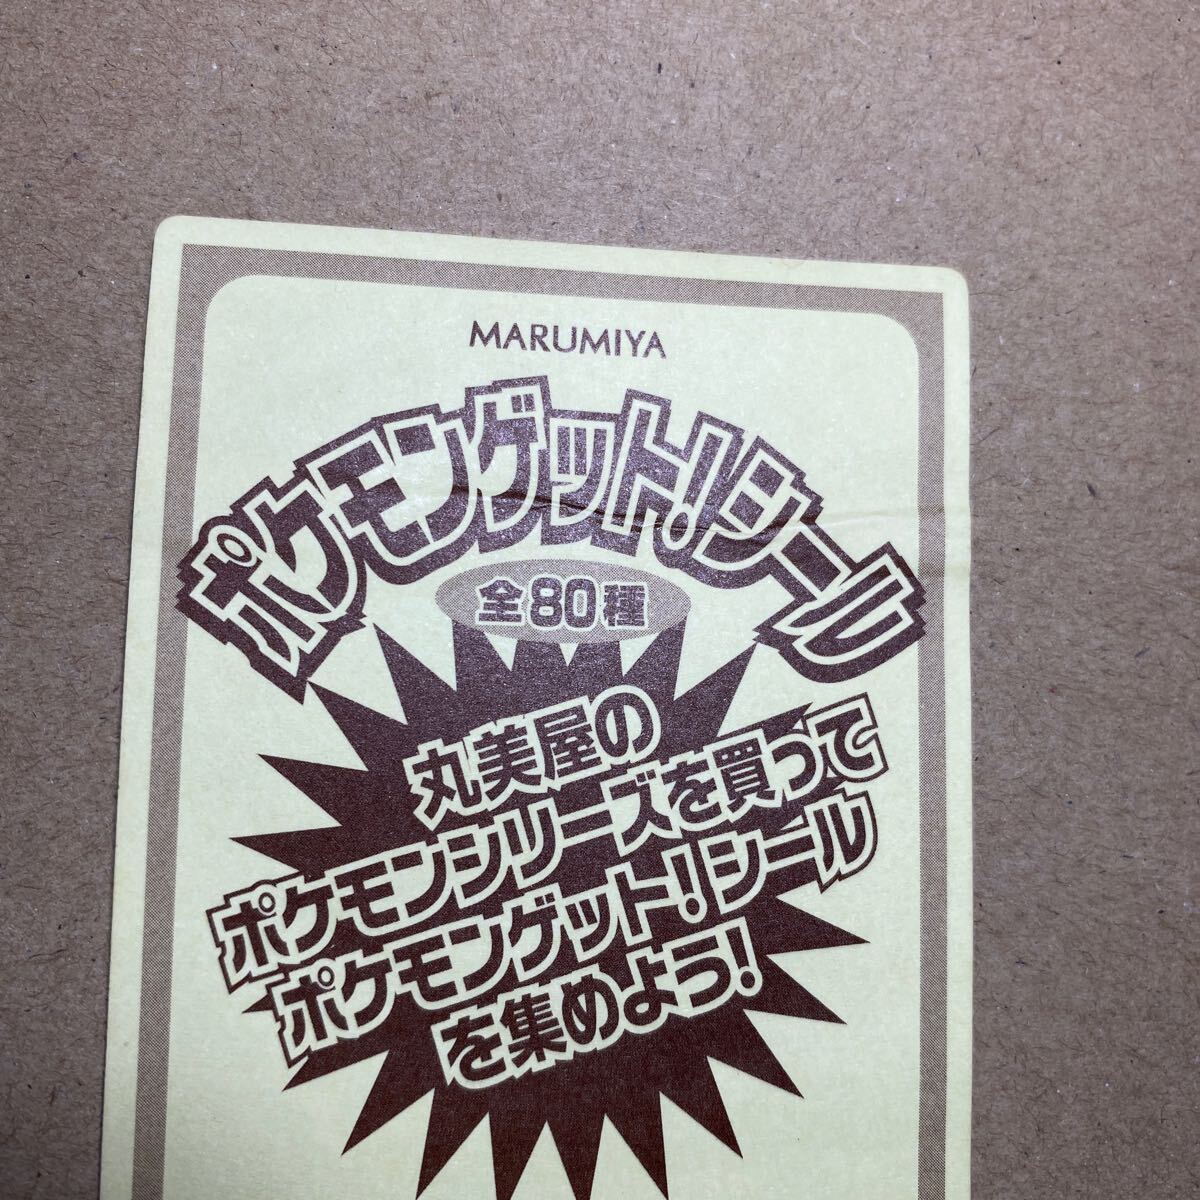 MARUMIYA
ポケモンゲット!シール
全80種
丸美屋の
ポケモンシリーズを買って
ポケモンゲット!シール
を集めよう!